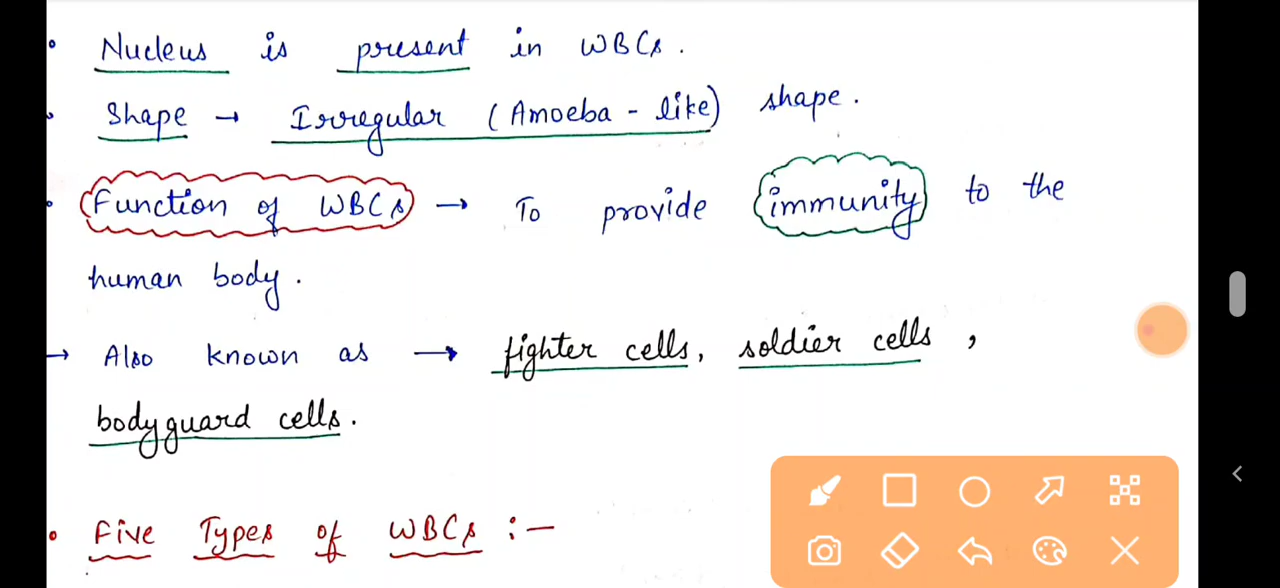 • Nucleus is present in WBCs.
• Shape → Irregular (Amoeba - like) shape.
• Function of WBCs → To provide immunity to the
human body.
→ Also known as → fighter cells, soldier cells,
bodyguard cells.
• Five Types of WBCs :-